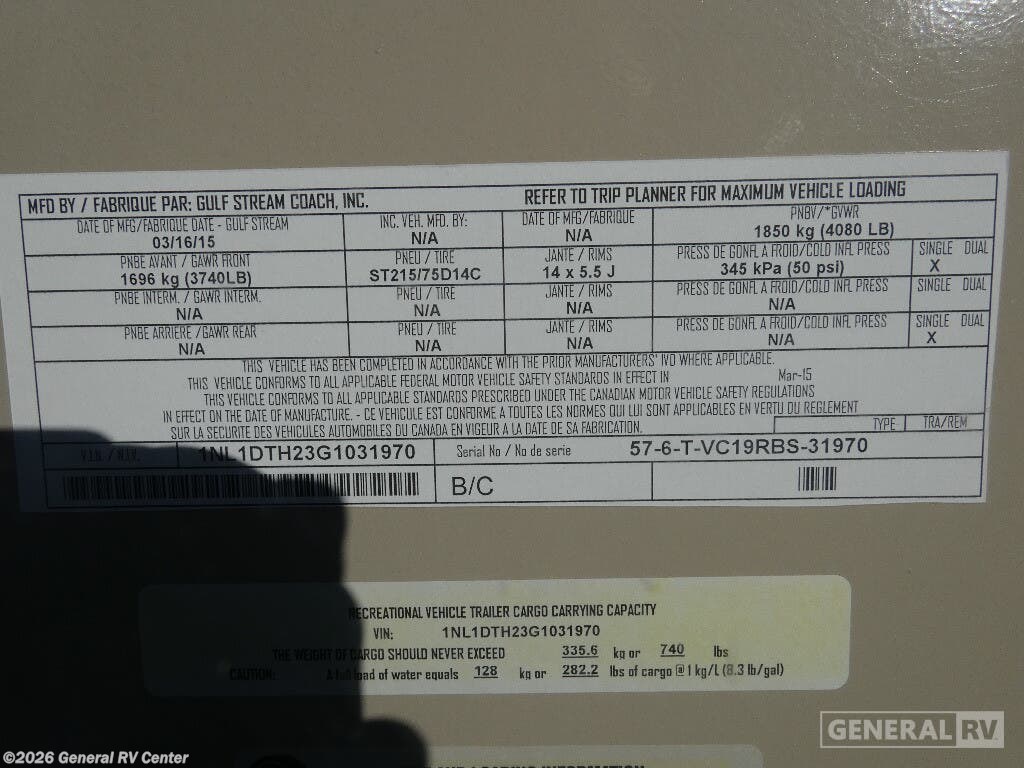 GENERAL RV
MFD BY / FABRIQUE PAR: GULF STREAM COACH, INC. REFER TO TRIP PLANNER FOR MAXIMUM VEHICLE LOADING
DATE OF MFG/FABRIQUE DATE - GULF STREAM INC. VEH. MFD. BY: DATE OF MFG/FABRIQUE PNBV/*GVWR
03/16/15 N/A N/A 1850 kg (4080 LB)
PNBE AVANT / GAWR FRONT PNEU / TIRE JANTE / RIMS PRESS DE GONFL A FROID/COLD INFL PRESS SINGLE DUAL
1696 kg (3740LB) ST215/75D14C 14 x 5.5 J 345 kPa (50 psi) X
PNBE INTERM. / GAWR INTERM. PNEU / TIRE JANTE / RIMS PRESS DE GONFL A FROID/COLD INFL PRESS SINGLE DUAL
N/A N/A N/A N/A
PNBE ARRIERE /GAWR REAR PNEU / TIRE JANTE / RIMS PRESS DE GONFL A FROID/COLD INFL PRESS SINGLE DUAL
N/A N/A N/A N/A X
THIS VEHICLE HAS BEEN COMPLETED IN ACCORDANCE WITH THE PRIOR MANUFACTURERS' IVD WHERE APPLICABLE.
THIS VEHICLE CONFORMS TO ALL APPLICABLE FEDERAL MOTOR VEHICLE SAFETY STANDARDS IN EFFECT IN Mar-15
THIS VEHICLE CONFORMS TO ALL APPLICABLE STANDARDS PRESCRIBED UNDER THE CANADIAN MOTOR VEHICLE SAFETY REGULATIONS
IN EFFECT ON THE DATE OF MANUFACTURE. - CE VEHICULE EST CONFORME A TOUTES LES NORMES QUI LUI SONT APPLICABLES EN VERTU DU REGLEMENT
SUR LA SECURITE DES VEHICULES AUTOMOBILES DU CANADA EN VIGEUR A LA DATE DE SA FABRICATION. TYPE TRA/REM
V.I.N / N.I.V. 1NL1DTH23G1031970 Serial No / No de serie 57-6-T-VC19RBS-31970
B/C
RECREATIONAL VEHICLE TRAILER CARGO CARRYING CAPACITY
VIN: 1NL1DTH23G1031970
THE WEIGHT OF CARGO SHOULD NEVER EXCEED 335.6 kg or 740 lbs
CAUTION: A full load of water equals 128 kg or 282.2 lbs of cargo @ 1 kg/L (8.3 lb/gal)
GENERAL RV
©2026 General RV Center